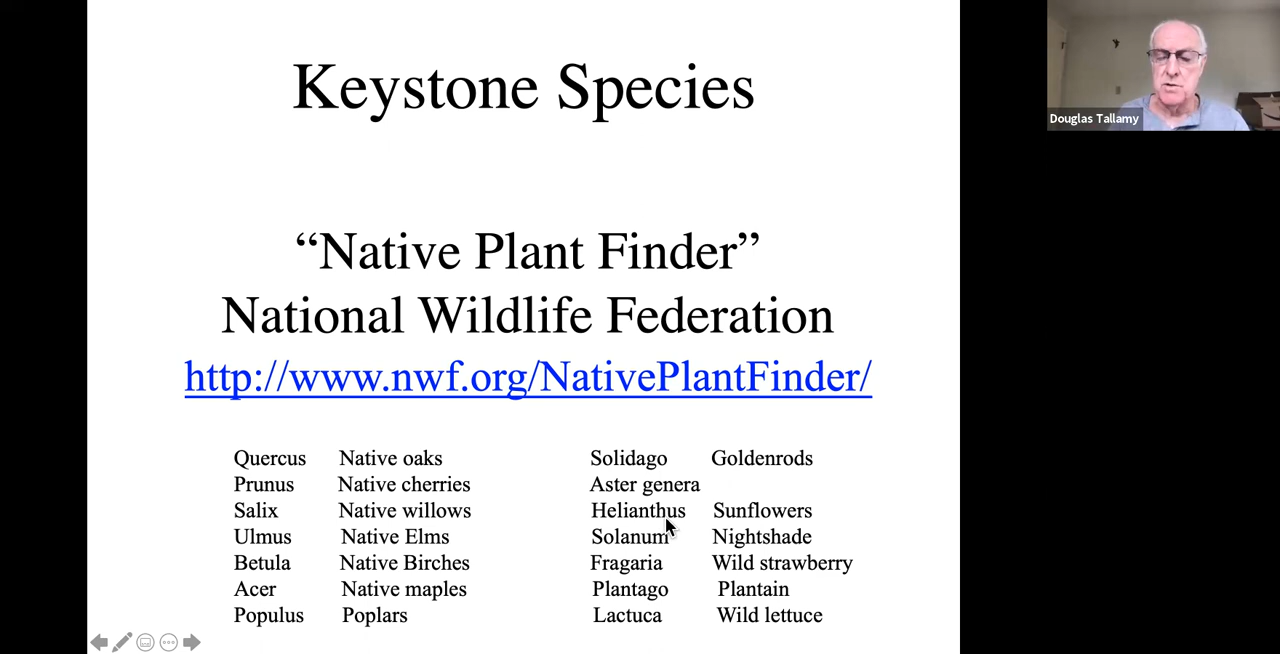 Keystone Species
“Native Plant Finder”
National Wildlife Federation
http://www.nwf.org/NativePlantFinder/
Quercus Native oaks
Prunus Native cherries
Salix Native willows
Ulmus Native Elms
Betula Native Birches
Acer Native maples
Populus Poplars
Solidago Goldenrods
Aster genera
Helianthus Sunflowers
Solanum Nightshade
Fragaria Wild strawberry
Plantago Plantain
Lactuca Wild lettuce
Douglas Tallamy